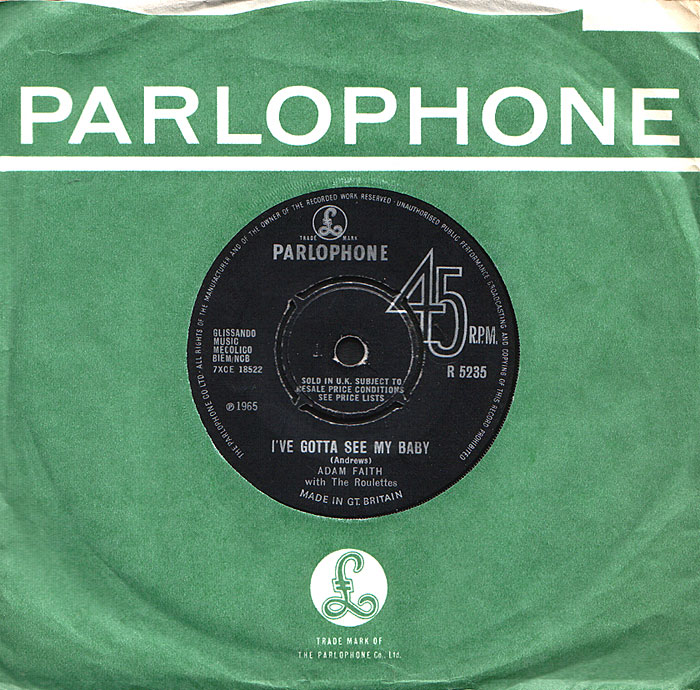 PARLOPHONE
THE PARLOPHONE CO. LTD. ALL RIGHTS OF THE MANUFACTURER AND OF THE OWNER OF THE RECORDED WORK RESERVED · UNAUTHORISED PUBLIC PERFORMANCE BROADCASTING AND COPYING OF THIS RECORD PROHIBITED
£
TRADE MARK
PARLOPHONE
45
R.P.M.
GLISSANDO
MUSIC
MECOLICO
BIEM/NCB
7XCE 18522
R 5235
SOLD IN U.K. SUBJECT TO
RESALE PRICE CONDITIONS
SEE PRICE LISTS
℗ 1965
I'VE GOTTA SEE MY BABY
(Andrews)
ADAM FAITH
with The Roulettes
MADE IN GT. BRITAIN
£
TRADE MARK OF
THE PARLOPHONE Co., Ltd.